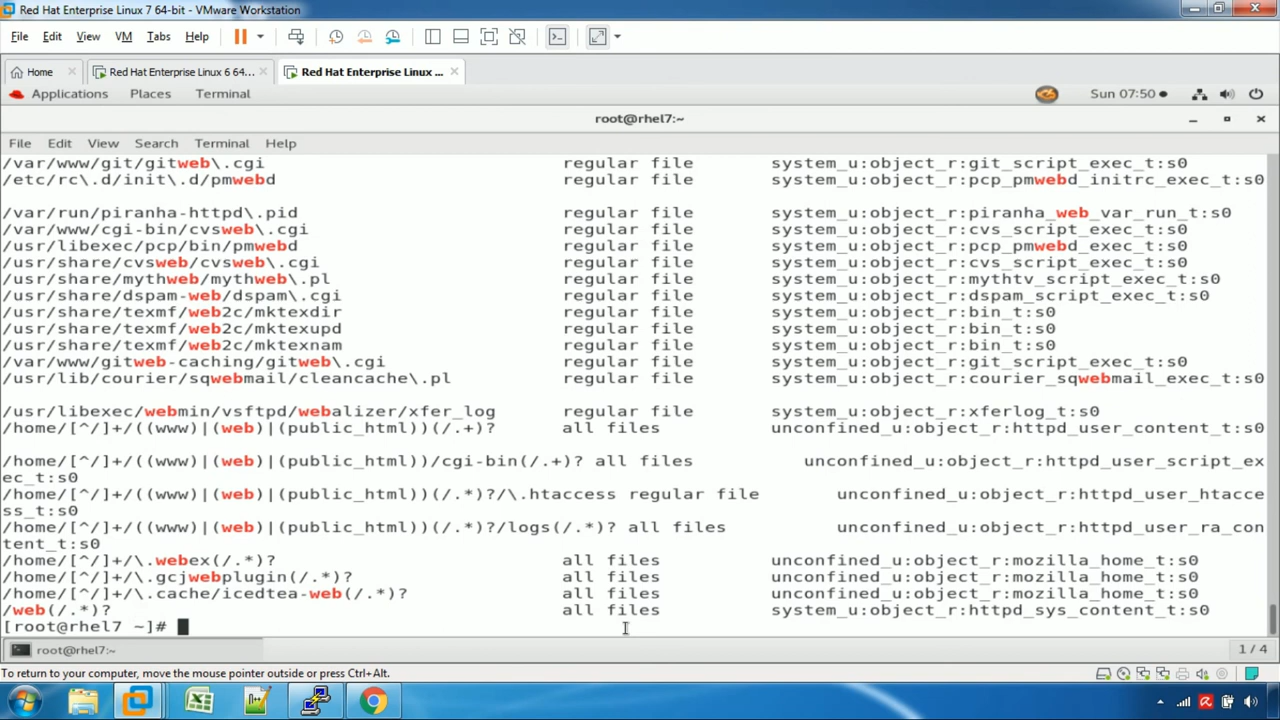 Red Hat Enterprise Linux 7 64-bit - VMware Workstation
File Edit View VM Tabs Help
Home Red Hat Enterprise Linux 6 64... Red Hat Enterprise Linux ...
Applications Places Terminal Sun 07:50
root@rhel7:~
File Edit View Search Terminal Help
/var/www/git/gitweb\.cgi regular file system_u:object_r:git_script_exec_t:s0
/etc/rc\.d/init\.d/pmwebd regular file system_u:object_r:pcp_pmwebd_initrc_exec_t:s0
/var/run/piranha-httpd\.pid regular file system_u:object_r:piranha_web_var_run_t:s0
/var/www/cgi-bin/cvsweb\.cgi regular file system_u:object_r:cvs_script_exec_t:s0
/usr/libexec/pcp/bin/pmwebd regular file system_u:object_r:pcp_pmwebd_exec_t:s0
/usr/share/cvsweb/cvsweb\.cgi regular file system_u:object_r:cvs_script_exec_t:s0
/usr/share/mythweb/mythweb\.pl regular file system_u:object_r:mythtv_script_exec_t:s0
/usr/share/dspam-web/dspam\.cgi regular file system_u:object_r:dspam_script_exec_t:s0
/usr/share/texmf/web2c/mktexdir regular file system_u:object_r:bin_t:s0
/usr/share/texmf/web2c/mktexupd regular file system_u:object_r:bin_t:s0
/usr/share/texmf/web2c/mktexnam regular file system_u:object_r:bin_t:s0
/var/www/gitweb-caching/gitweb\.cgi regular file system_u:object_r:git_script_exec_t:s0
/usr/lib/courier/sqwebmail/cleancache\.pl regular file system_u:object_r:courier_sqwebmail_exec_t:s0
/usr/libexec/webmin/vsftpd/webalizer/xfer_log regular file system_u:object_r:xferlog_t:s0
/home/[^/]+/((www)|(web)|(public_html))(/.+)? all files unconfined_u:object_r:httpd_user_content_t:s0
/home/[^/]+/((www)|(web)|(public_html))/cgi-bin(/.+)? all files unconfined_u:object_r:httpd_user_script_ex
ec_t:s0
/home/[^/]+/((www)|(web)|(public_html))(/.*)?/\.htaccess regular file unconfined_u:object_r:httpd_user_htacce
ss_t:s0
/home/[^/]+/((www)|(web)|(public_html))(/.*)?/logs(/.*)? all files unconfined_u:object_r:httpd_user_ra_con
tent_t:s0
/home/[^/]+/\.webex(/.*)? all files unconfined_u:object_r:mozilla_home_t:s0
/home/[^/]+/\.gcjwebplugin(/.*)? all files unconfined_u:object_r:mozilla_home_t:s0
/home/[^/]+/\.cache/icedtea-web(/.*)? all files unconfined_u:object_r:mozilla_home_t:s0
/web(/.*)? all files system_u:object_r:httpd_sys_content_t:s0
[root@rhel7 ~]#
root@rhel7:~ 1 / 4
To return to your computer, move the mouse pointer outside or press Ctrl+Alt.